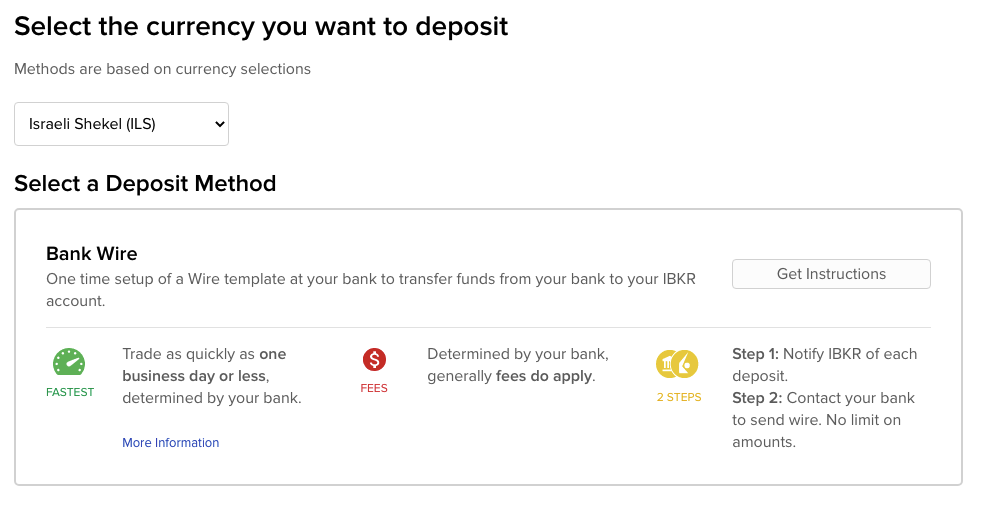 Select the currency you want to deposit
Methods are based on currency selections
Israeli Shekel (ILS)
Select a Deposit Method
Bank Wire
One time setup of a Wire template at your bank to transfer funds from your bank to your IBKR
account.
Get Instructions
FASTEST
Trade as quickly as one
business day or less,
determined by your bank.
More Information
$
FEES
Determined by your bank,
generally fees do apply.
2 STEPS
Step 1: Notify IBKR of each
deposit.
Step 2: Contact your bank
to send wire. No limit on
amounts.